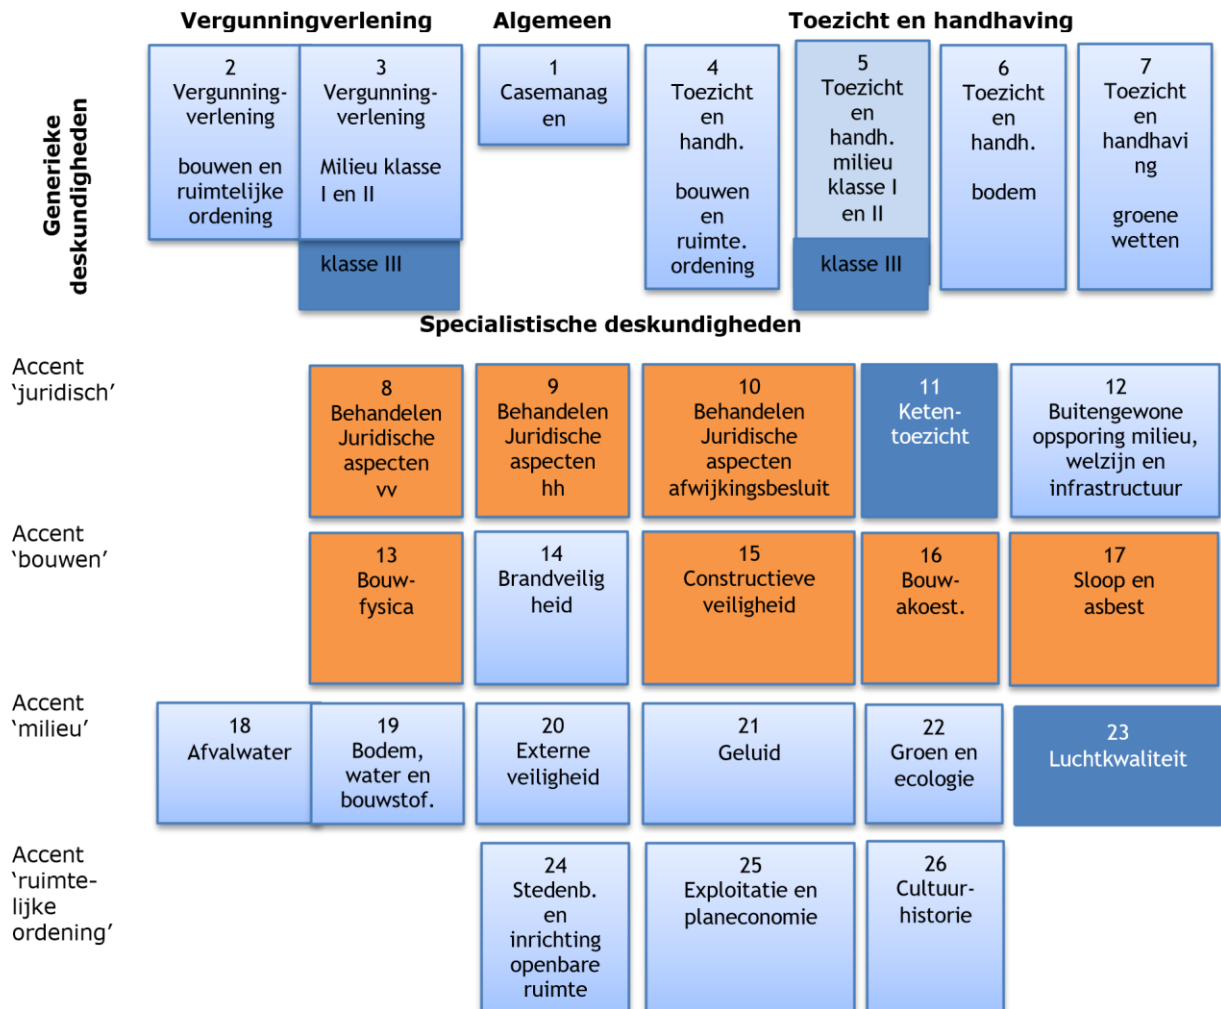 Vergunningverlening
Algemeen
Toezicht en handhaving
Generieke
deskundigheden
2
Vergunning-
verlening
bouwen en
ruimtelijke
ordening
3
Vergunning-
verlening
Milieu klasse
I en II
klasse III
1
Casemanag
en
4
Toezicht
en
handh.
bouwen
en
ruimte.
ordening
5
Toezicht
en
handh.
milieu
klasse I
en II
klasse III
6
Toezicht
en
handh.
bodem
7
Toezicht
en
handhavi
ng
groene
wetten
Specialistische deskundigheden
Accent
‘juridisch’
8
Behandelen
Juridische
aspecten
vv
9
Behandelen
Juridische
aspecten
hh
10
Behandelen
Juridische
aspecten
afwijkingsbesluit
11
Keten-
toezicht
12
Buitengewone
opsporing milieu,
welzijn en
infrastructuur
Accent
‘bouwen’
13
Bouw-
fysica
14
Brandveilig
heid
15
Constructieve
veiligheid
16
Bouw-
akoest.
17
Sloop en
asbest
Accent
‘milieu’
18
Afvalwater
19
Bodem,
water en
bouwstof.
20
Externe
veiligheid
21
Geluid
22
Groen en
ecologie
23
Luchtkwaliteit
Accent
‘ruimte-
lijke
ordening’
24
Stedenb.
en
inrichting
openbare
ruimte
25
Exploitatie en
planeconomie
26
Cultuur-
historie